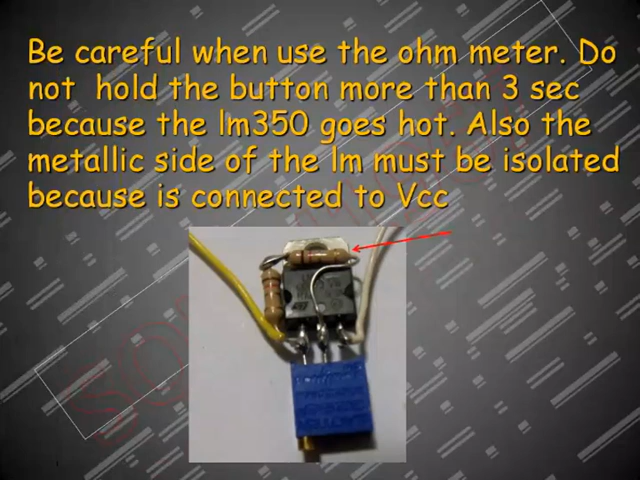 Be careful when use the ohm meter. Do
not hold the button more than 3 sec
because the lm350 goes hot. Also the
metallic side of the lm must be isolated
because is connected to Vcc